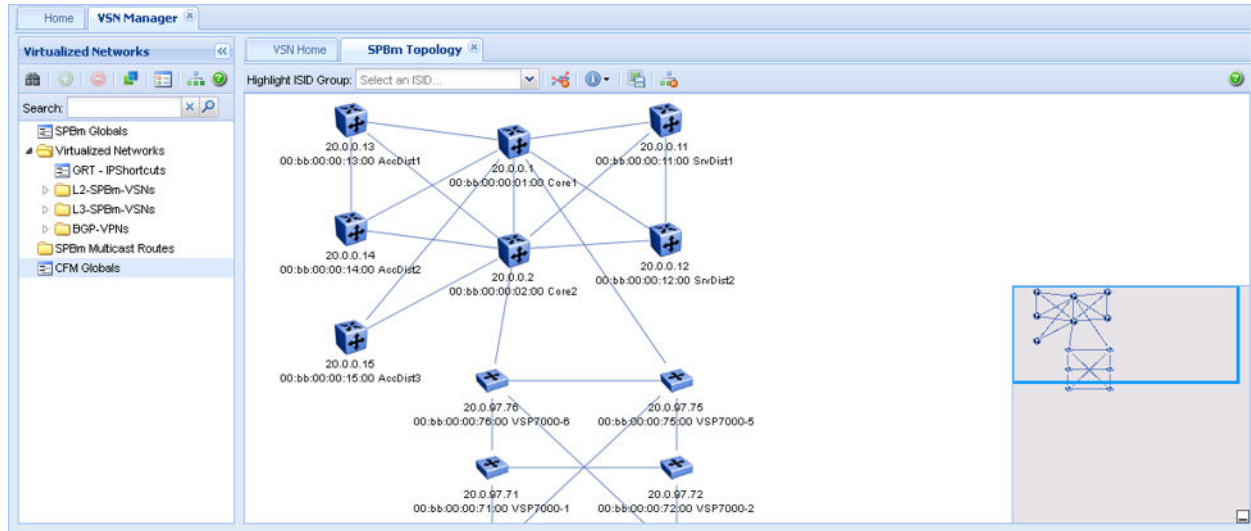 Home
VSN Manager
Virtualized Networks
Search:
SPBm Globals
Virtualized Networks
GRT - IPShortcuts
L2-SPBm-VSNs
L3-SPBm-VSNs
BGP-VPNs
SPBm Multicast Routes
CFM Globals
VSN Home
SPBm Topology
Highlight ISID Group: Select an ISID...
20.0.0.13
00:bb:00:00:13:00 AccDist1
20.0.0.1
00:bb:00:00:01:00 Core1
20.0.0.11
00:bb:00:00:11:00 SrvDist1
20.0.0.14
00:bb:00:00:14:00 AccDist2
20.0.0.2
00:bb:00:00:02:00 Core2
20.0.0.12
00:bb:00:00:12:00 SrvDist2
20.0.0.15
00:bb:00:00:15:00 AccDist3
20.0.97.76
00:bb:00:00:76:00 VSP7000-6
20.0.97.75
00:bb:00:00:75:00 VSP7000-5
20.0.97.71
00:bb:00:00:71:00 VSP7000-1
20.0.97.72
00:bb:00:00:72:00 VSP7000-2